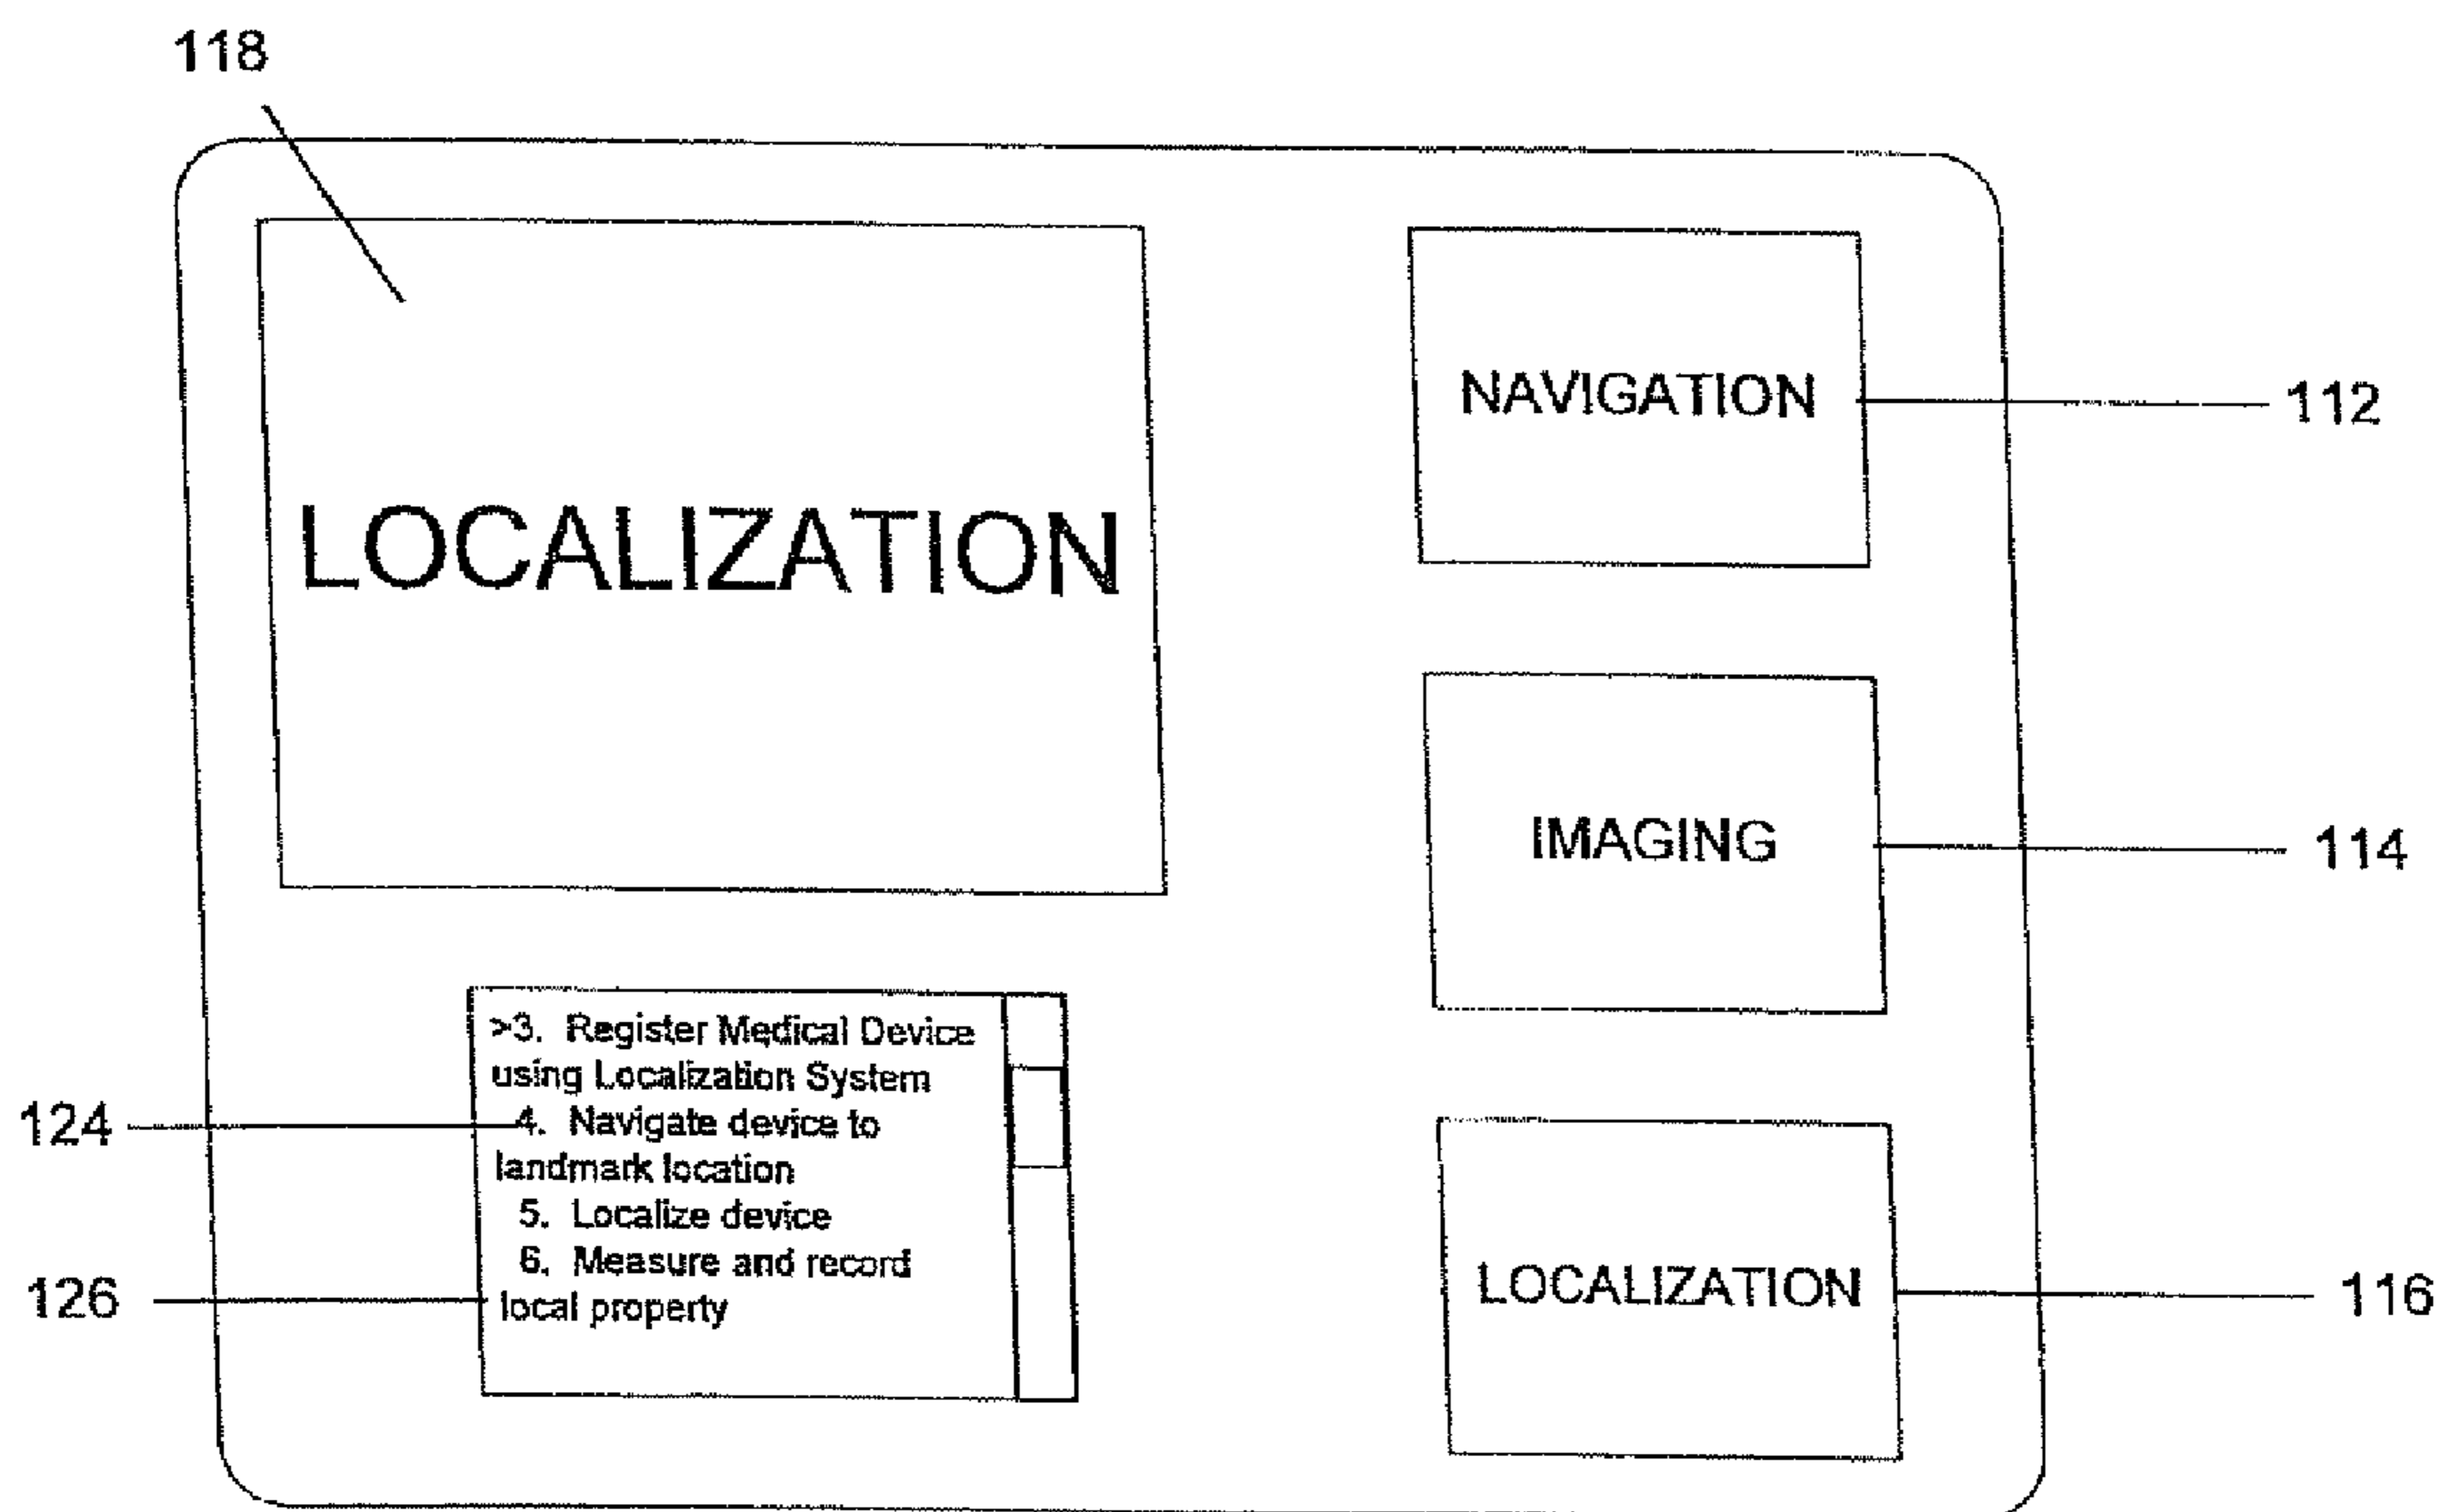 118
NAVIGATION
112
LOCALIZATION
IMAGING
114
>3. Register Medical Device
using Localization System
124
4. Navigate device to
landmark location
5. Localize device
6. Measure and record
126
local property
LOCALIZATION
116